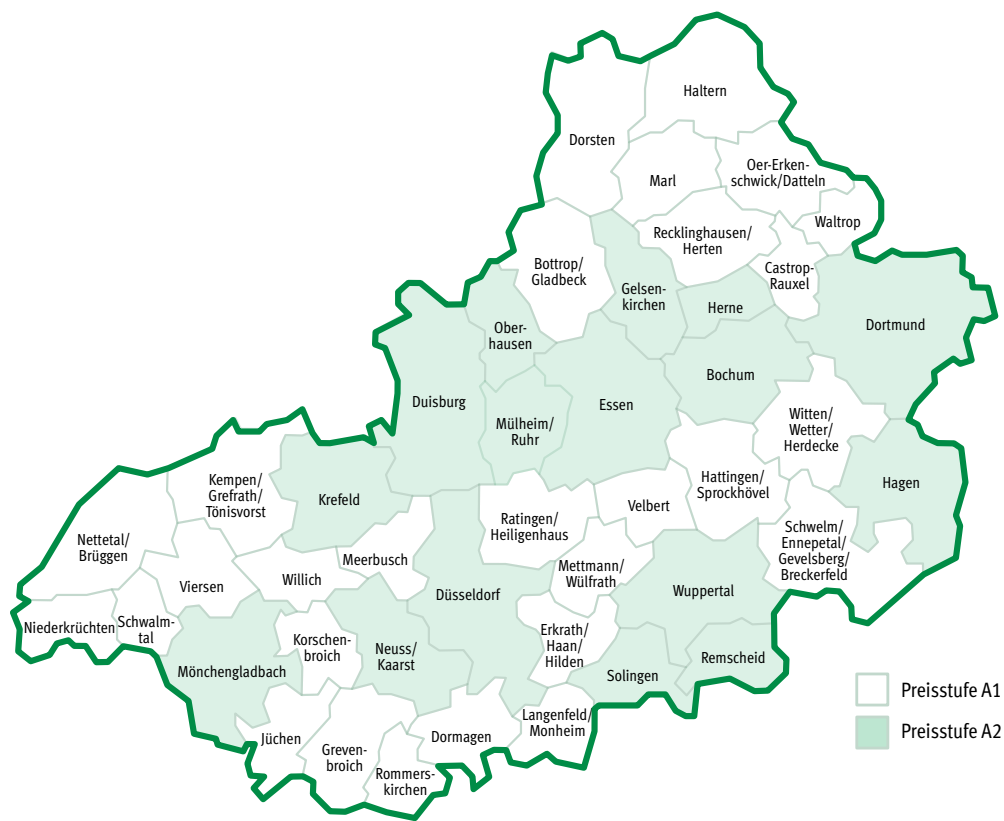 Haltern
Dorsten
Marl
Oer-Erken-
schwick/Datteln
Waltrop
Recklinghausen/
Herten
Castrop-
Rauxel
Bottrop/
Gladbeck
Gelsen-
kirchen
Herne
Dortmund
Ober-
hausen
Bochum
Duisburg
Essen
Mülheim/
Ruhr
Witten/
Wetter/
Herdecke
Hagen
Kempen/
Grefrath/
Tönisvorst
Krefeld
Hattingen/
Sprockhövel
Ratingen/
Heiligenhaus
Velbert
Nettetal/
Brüggen
Schwelm/
Ennepetal/
Gevelsberg/
Breckerfeld
Meerbusch
Viersen
Willich
Mettmann/
Wülfrath
Düsseldorf
Wuppertal
Niederkrüchten
Schwalm-
tal
Korschen-
broich
Neuss/
Kaarst
Erkrath/
Haan/
Hilden
Mönchengladbach
Solingen
Remscheid
Jüchen
Greven-
broich
Rommers-
kirchen
Dormagen
Langenfeld/
Monheim
Preisstufe A1
Preisstufe A2